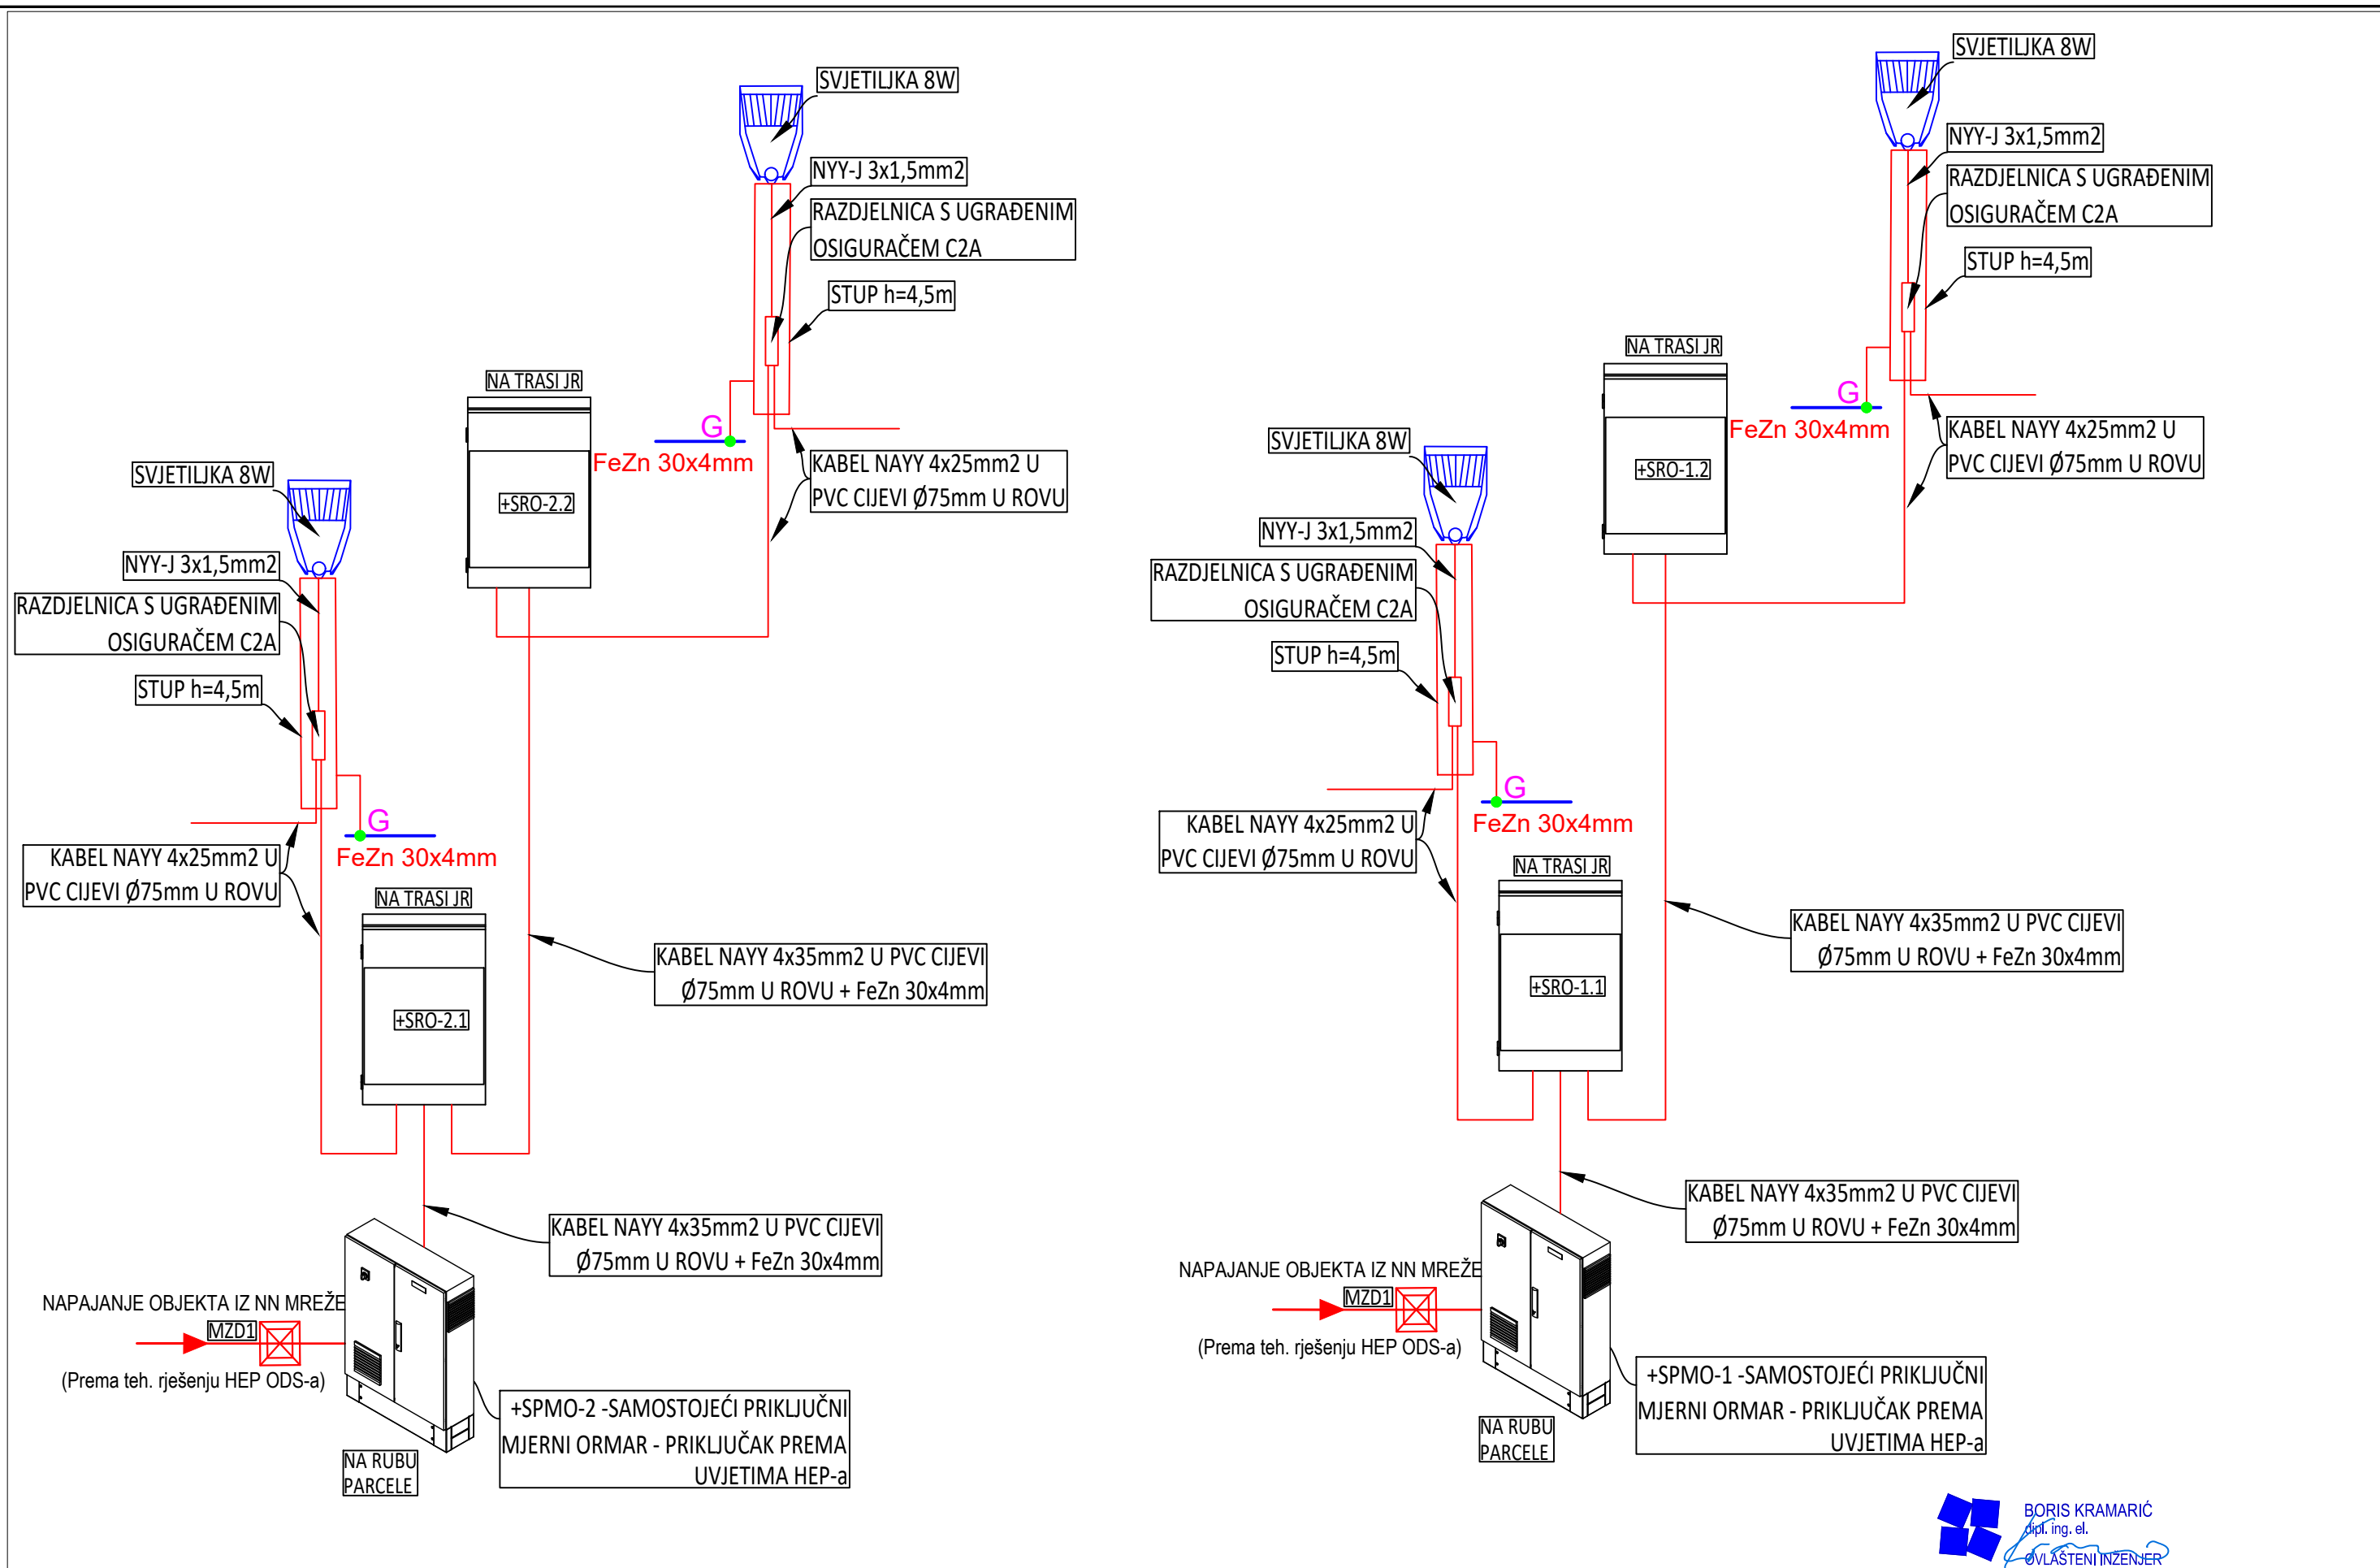 SVJETILJKA 8W
NYY-J 3x1,5mm2
RAZDJELNICA S UGRAĐENIM
OSIGURAČEM C2A
STUP h=4,5m
NA TRASI JR
G
FeZn 30x4mm
+SRO-2.2
KABEL NAYY 4x25mm2 U
PVC CIJEVI Ø75mm U ROVU
SVJETILJKA 8W
NYY-J 3x1,5mm2
RAZDJELNICA S UGRAĐENIM
OSIGURAČEM C2A
STUP h=4,5m
G
FeZn 30x4mm
KABEL NAYY 4x25mm2 U
PVC CIJEVI Ø75mm U ROVU
NA TRASI JR
+SRO-2.1
KABEL NAYY 4x35mm2 U PVC CIJEVI
Ø75mm U ROVU + FeZn 30x4mm
KABEL NAYY 4x35mm2 U PVC CIJEVI
Ø75mm U ROVU + FeZn 30x4mm
NAPAJANJE OBJEKTA IZ NN MREŽE
MZD1
(Prema teh. rješenju HEP ODS-a)
+SPMO-2 -SAMOSTOJEĆI PRIKLJUČNI
MJERNI ORMAR - PRIKLJUČAK PREMA
UVJETIMA HEP-a
NA RUBU
PARCELE
SVJETILJKA 8W
NYY-J 3x1,5mm2
RAZDJELNICA S UGRAĐENIM
OSIGURAČEM C2A
STUP h=4,5m
NA TRASI JR
G
FeZn 30x4mm
+SRO-1.2
KABEL NAYY 4x25mm2 U
PVC CIJEVI Ø75mm U ROVU
SVJETILJKA 8W
NYY-J 3x1,5mm2
RAZDJELNICA S UGRAĐENIM
OSIGURAČEM C2A
STUP h=4,5m
G
FeZn 30x4mm
KABEL NAYY 4x25mm2 U
PVC CIJEVI Ø75mm U ROVU
NA TRASI JR
+SRO-1.1
KABEL NAYY 4x35mm2 U PVC CIJEVI
Ø75mm U ROVU + FeZn 30x4mm
KABEL NAYY 4x35mm2 U PVC CIJEVI
Ø75mm U ROVU + FeZn 30x4mm
NAPAJANJE OBJEKTA IZ NN MREŽE
MZD1
(Prema teh. rješenju HEP ODS-a)
+SPMO-1 -SAMOSTOJEĆI PRIKLJUČNI
MJERNI ORMAR - PRIKLJUČAK PREMA
UVJETIMA HEP-a
NA RUBU
PARCELE
BORIS KRAMARIĆ
dipl. ing. el.
OVLAŠTENI INŽENJER